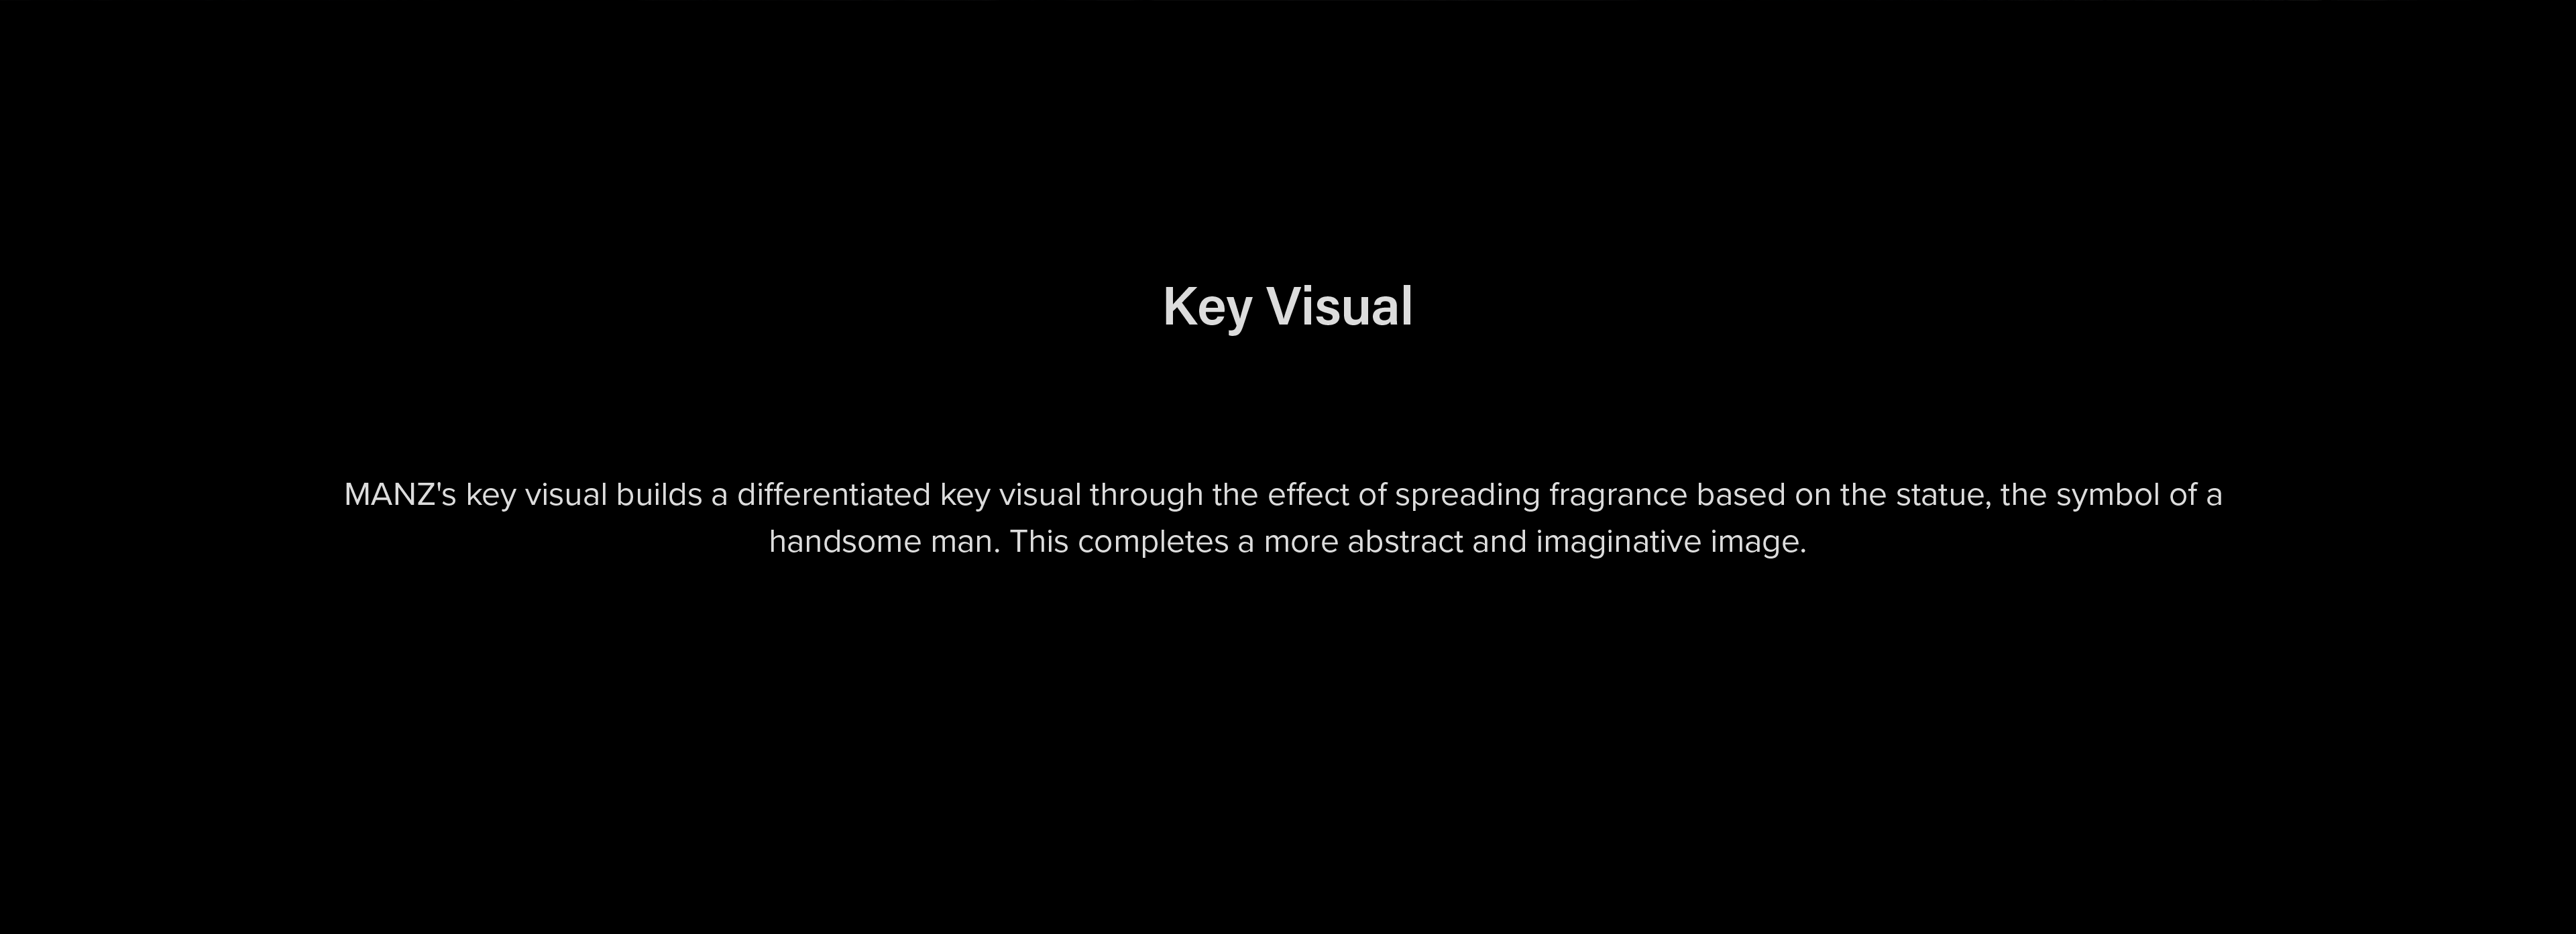 Key Visual
MANZ's key visual builds a differentiated key visual through the effect of spreading fragrance based on the statue, the symbol of a
handsome man. This completes a more abstract and imaginative image.